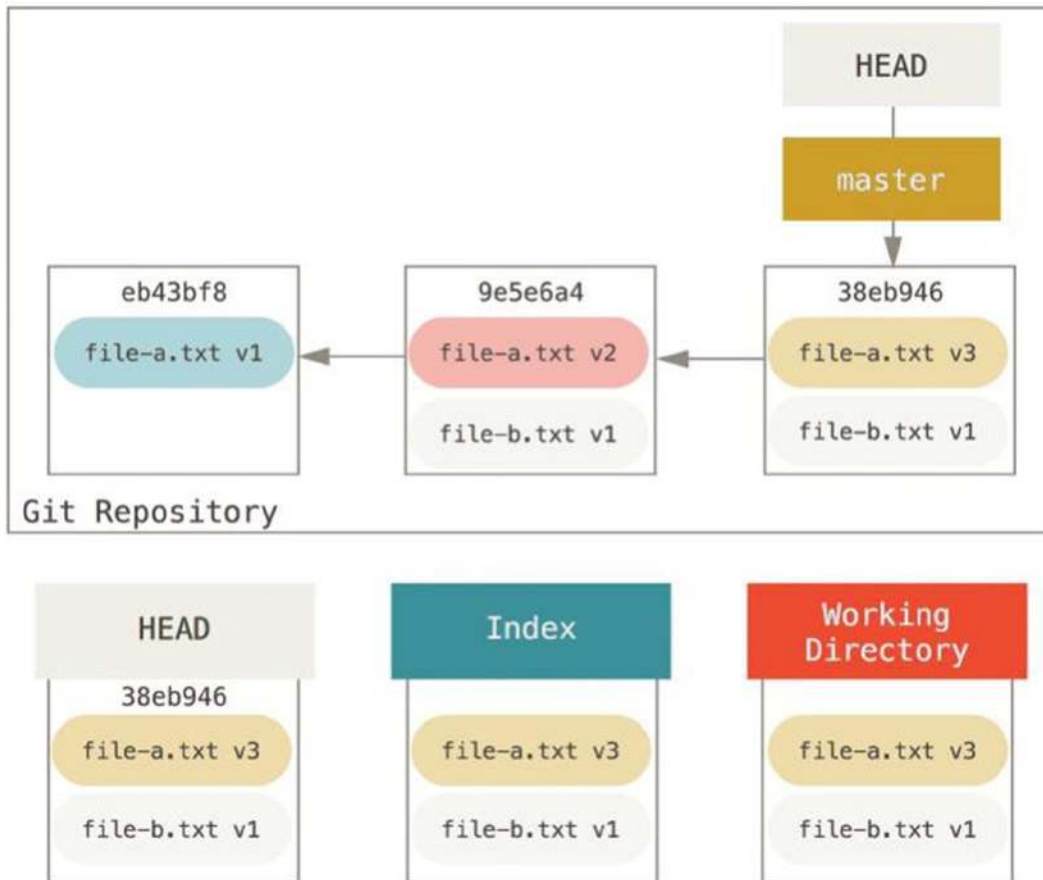 HEAD
master
eb43bf8
9e5e6a4
38eb946
file-a.txt v1
file-a.txt v2
file-a.txt v3
file-b.txt v1
file-b.txt v1
Git Repository
HEAD
Index
Working
Directory
38eb946
file-a.txt v3
file-a.txt v3
file-a.txt v3
file-b.txt v1
file-b.txt v1
file-b.txt v1